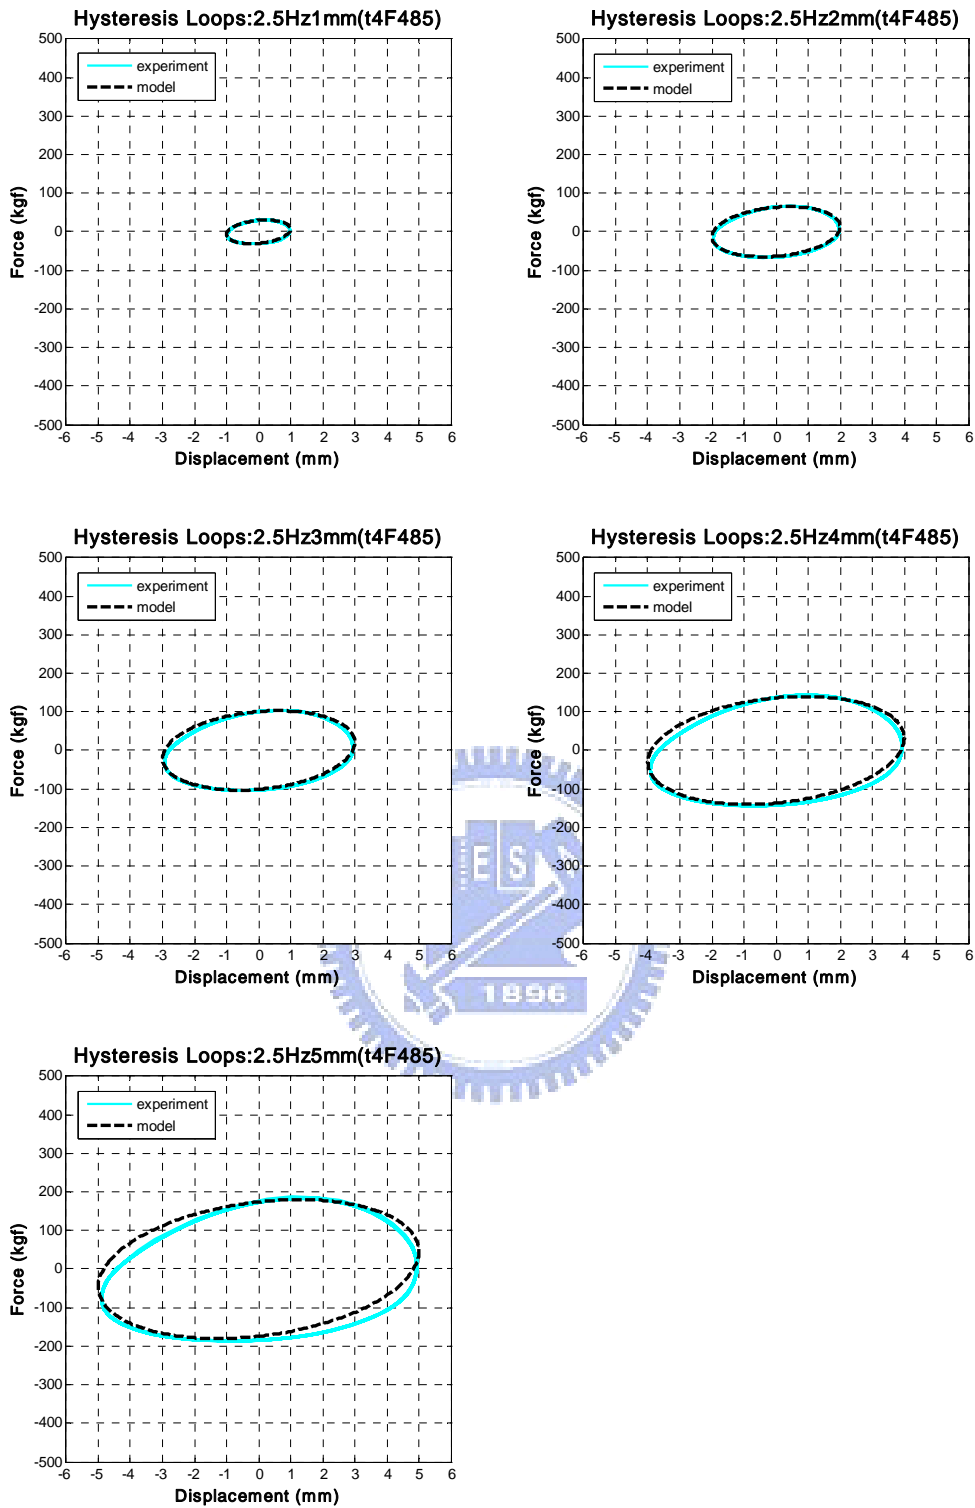 Hysteresis Loops:2.5Hz1mm(t4F485)
500
400
300
200
100
0
-100
-200
-300
-400
-500
Force (kgf)
experiment
model
-6 -5 -4 -3 -2 -1 0 1 2 3 4 5 6
Displacement (mm)
Hysteresis Loops:2.5Hz2mm(t4F485)
500
400
300
200
100
0
-100
-200
-300
-400
-500
Force (kgf)
experiment
model
-6 -5 -4 -3 -2 -1 0 1 2 3 4 5 6
Displacement (mm)
Hysteresis Loops:2.5Hz3mm(t4F485)
500
400
300
200
100
0
-100
-200
-300
-400
-500
Force (kgf)
experiment
model
-6 -5 -4 -3 -2 -1 0 1 2 3 4 5 6
Displacement (mm)
Hysteresis Loops:2.5Hz4mm(t4F485)
500
400
300
200
100
0
-100
-200
-300
-400
-500
Force (kgf)
experiment
model
-6 -5 -4 -3 -2 -1 0 1 2 3 4 5 6
Displacement (mm)
ES
1896
Hysteresis Loops:2.5Hz5mm(t4F485)
500
400
300
200
100
0
-100
-200
-300
-400
-500
Force (kgf)
experiment
model
-6 -5 -4 -3 -2 -1 0 1 2 3 4 5 6
Displacement (mm)